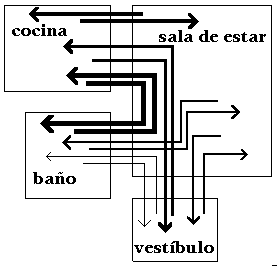 cocina
sala de estar
baño
vestíbulo